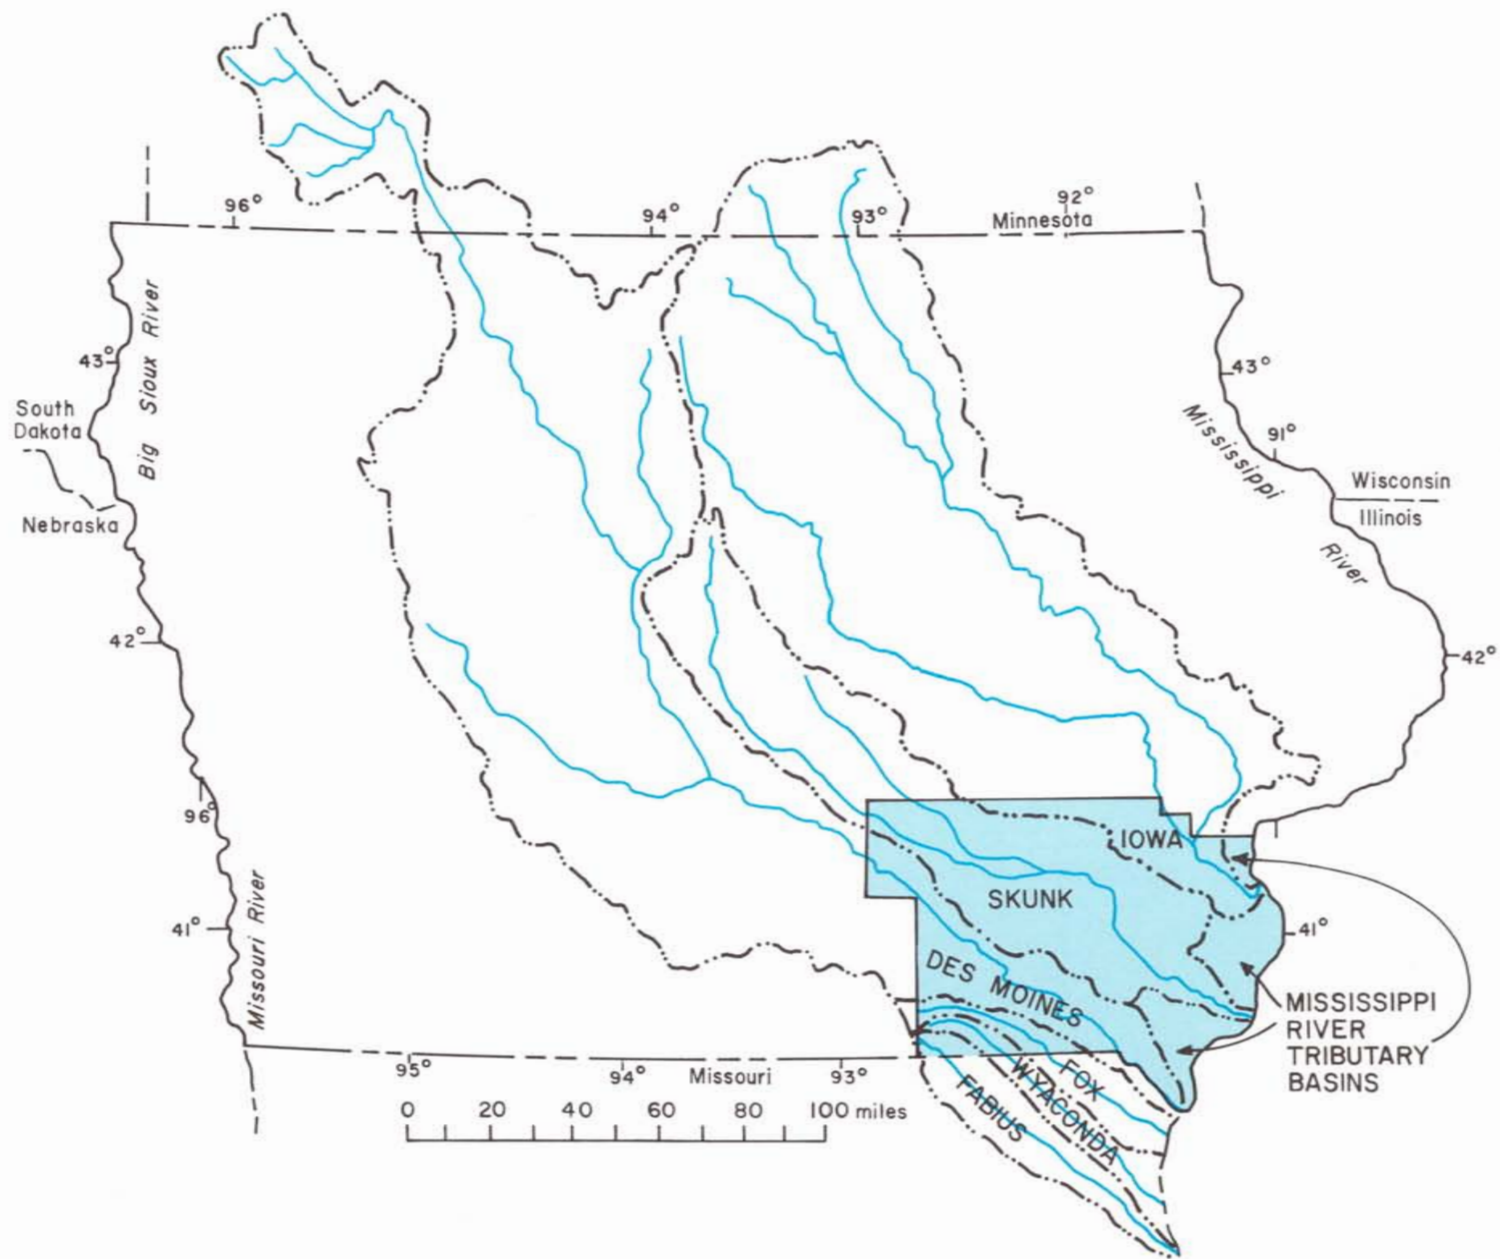 96°
94°
93°
92°
Minnesota
Big Sioux River
43°
43°
South
Dakota
Mississippi
River
91°
Wisconsin
Illinois
Nebraska
42°
42°
96°
IOWA
SKUNK
41°
41°
Missouri River
DES MOINES
MISSISSIPPI
RIVER
TRIBUTARY
BASINS
95°
94°
Missouri
93°
FOX
WYACONDA
FABIUS
0 20 40 60 80 100 miles